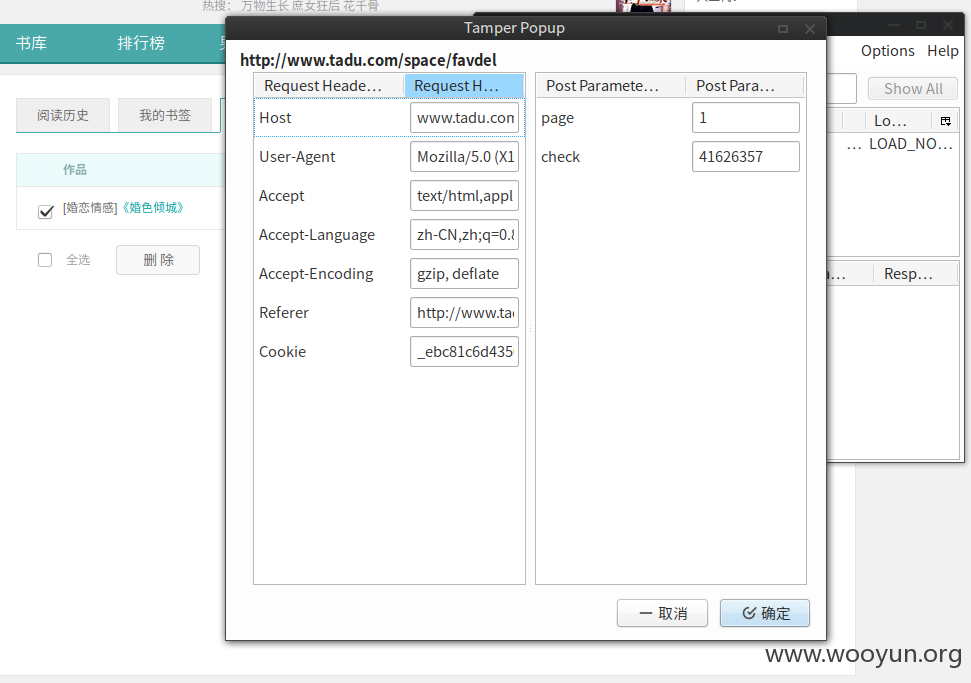 热搜： 万物生长 庶女狂后 花千骨
Tamper Popup
书库 排行榜
Options Help
http://www.tadu.com/space/favdel
Show All
Request Heade… Request H…
Post Paramete… Post Para…
阅读历史 我的书签
Host www.tadu.com
page 1
Lo…
… LOAD_NO…
User-Agent Mozilla/5.0 (X1
check 41626357
作品
Accept text/html,appl
[婚恋情感]《婚色倾城》
Accept-Language zh-CN,zh;q=0.8
全选 删 除
Accept-Encoding gzip, deflate
a… Resp…
Referer http://www.tad
Cookie _ebc81c6d435
取消 确定
www.wooyun.org